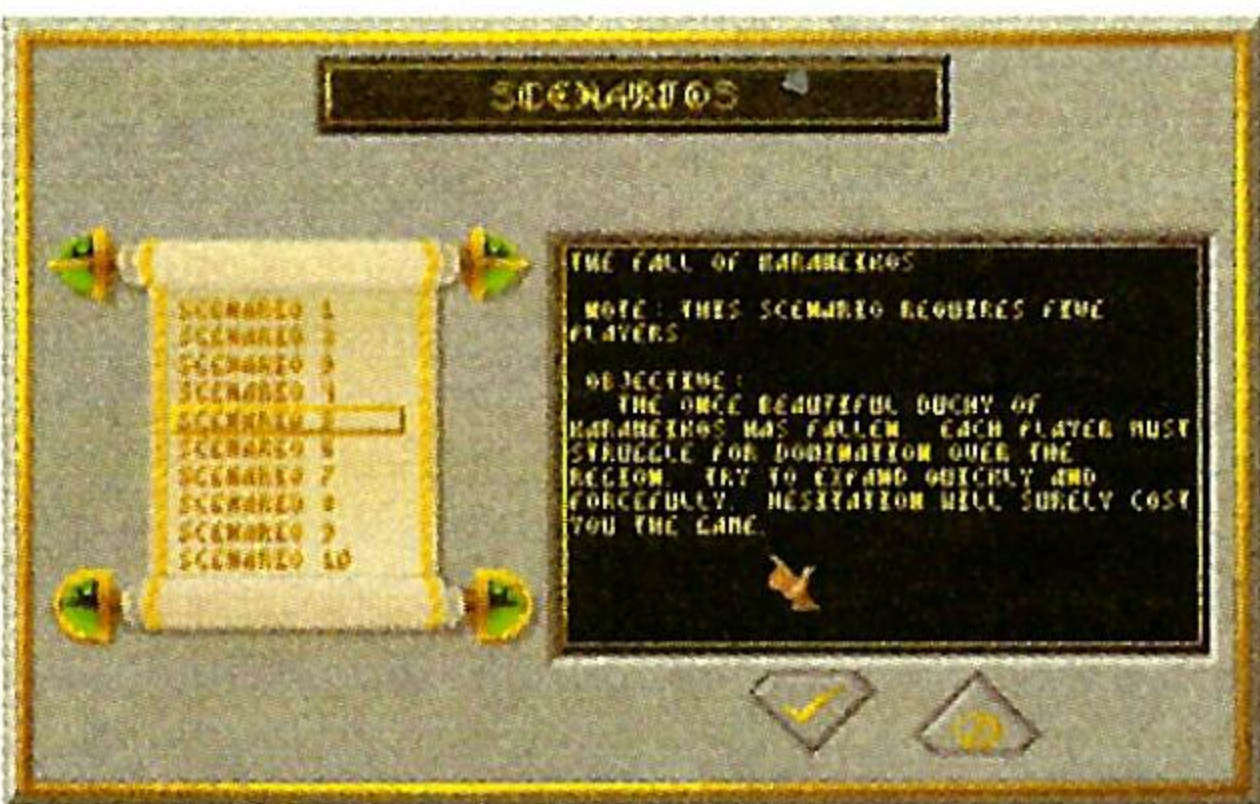 SCENARIOS
SCENARIO 1
SCENARIO 2
SCENARIO 3
SCENARIO 4
SCENARIO 5
SCENARIO 6
SCENARIO 7
SCENARIO 8
SCENARIO 9
SCENARIO 10
THE FALL OF KARAMEIKOS
NOTE: THIS SCENARIO REQUIRES FIVE
PLAYERS
OBJECTIVE:
THE ONCE BEAUTIFUL DUCHY OF
KARAMEIKOS HAS FALLEN. EACH PLAYER MUST
STRUGGLE FOR DOMINATION OVER THE
REGION. TRY TO EXPAND QUICKLY AND
FORCEFULLY. HESITATION WILL SURELY COST
YOU THE GAME.